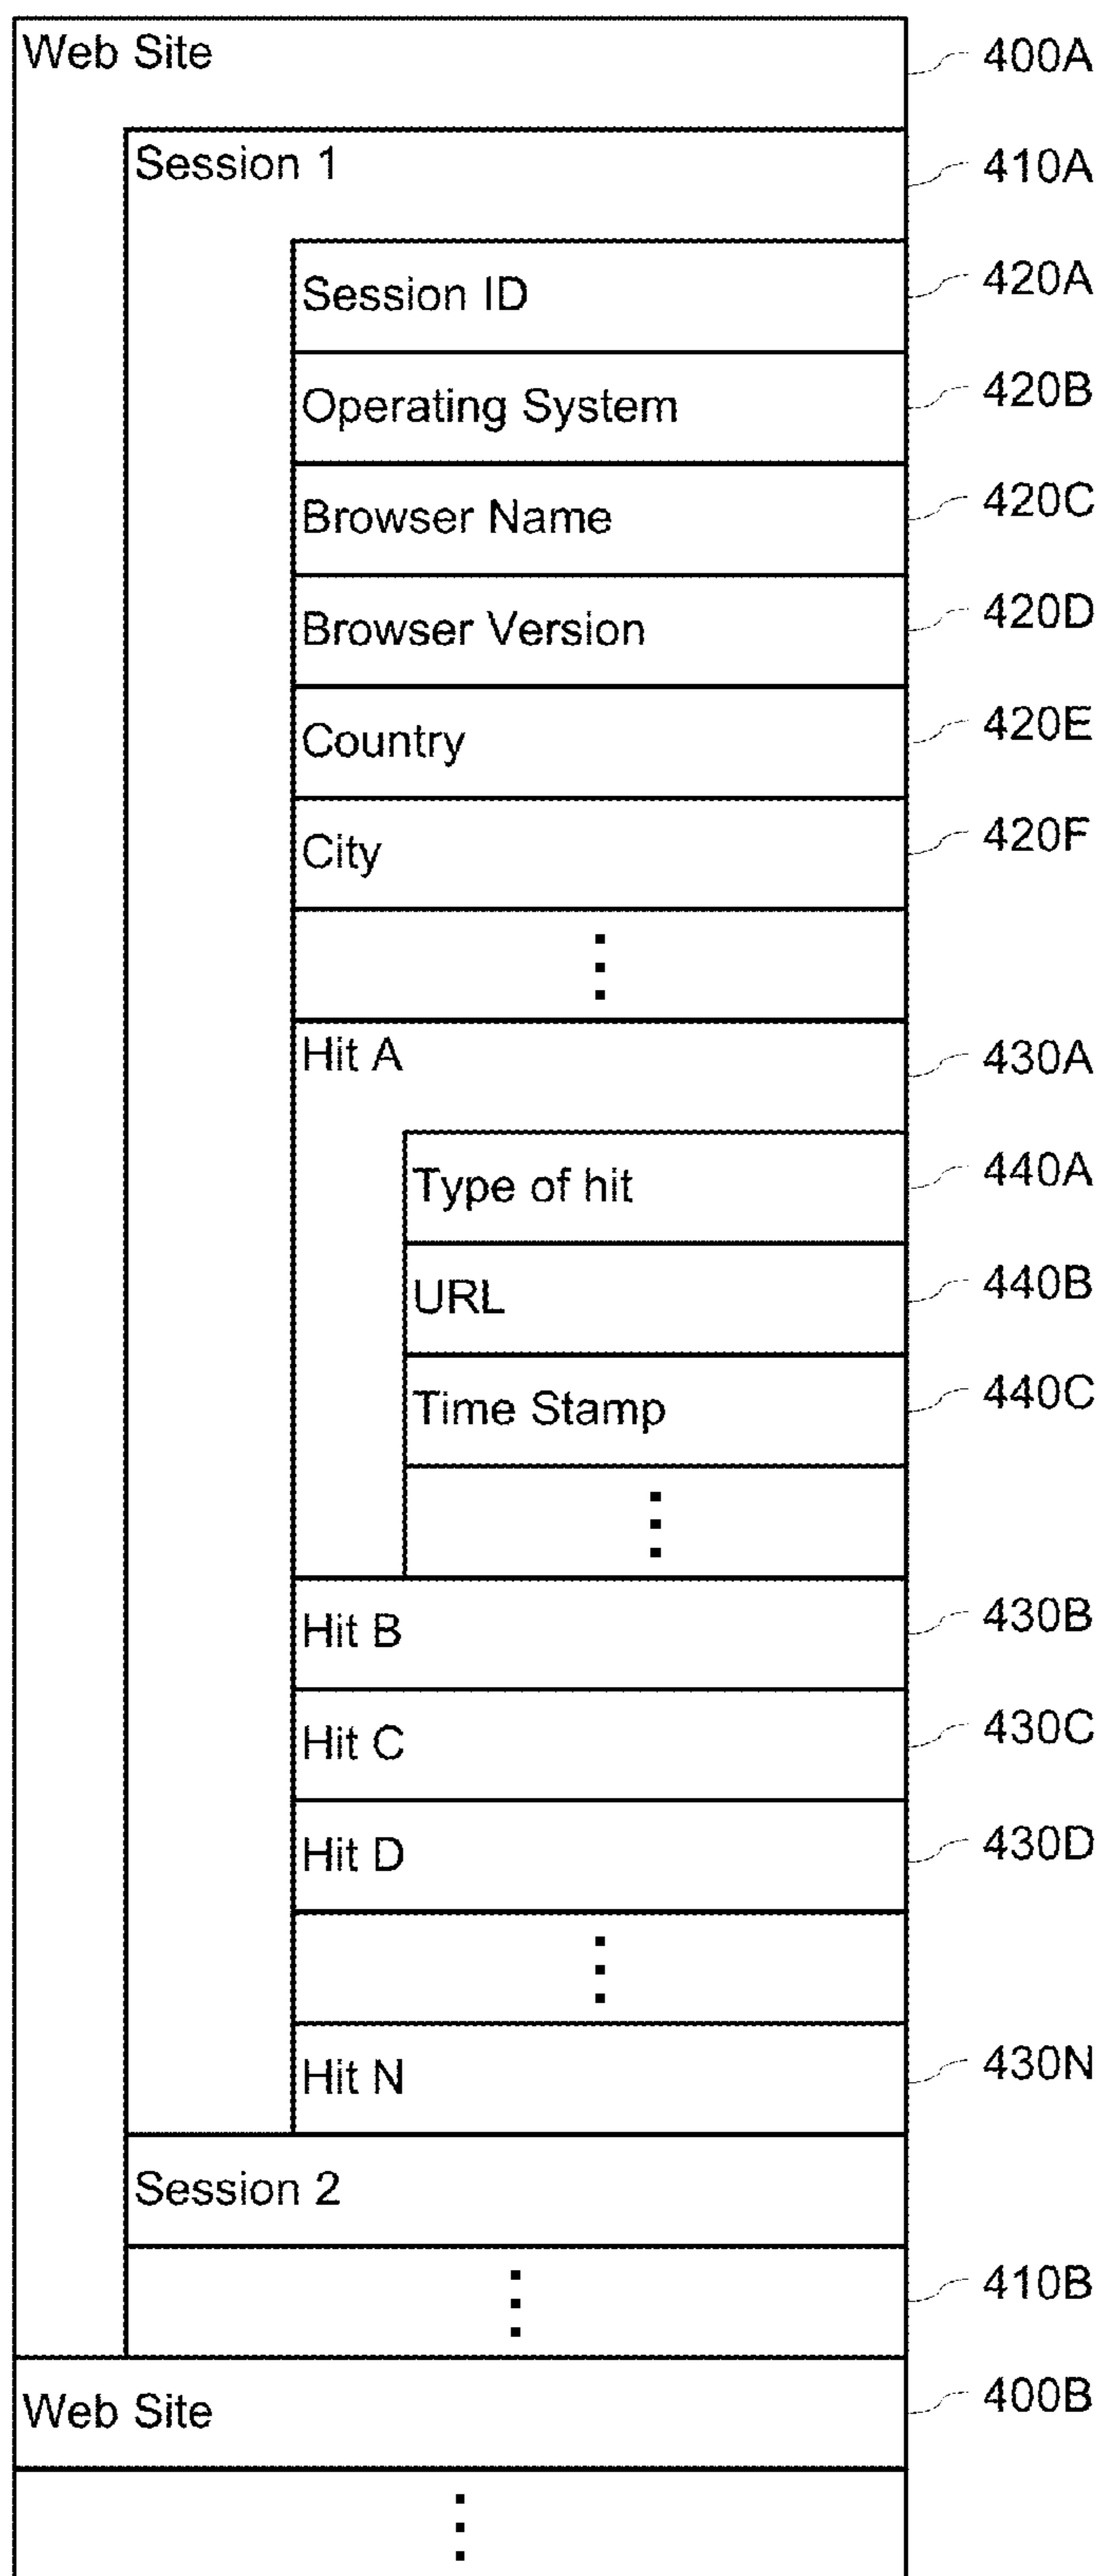 Web Site 400A
Session 1 410A
Session ID 420A
Operating System 420B
Browser Name 420C
Browser Version 420D
Country 420E
City 420F
Hit A 430A
Type of hit 440A
URL 440B
Time Stamp 440C
Hit B 430B
Hit C 430C
Hit D 430D
Hit N 430N
Session 2
410B
Web Site 400B